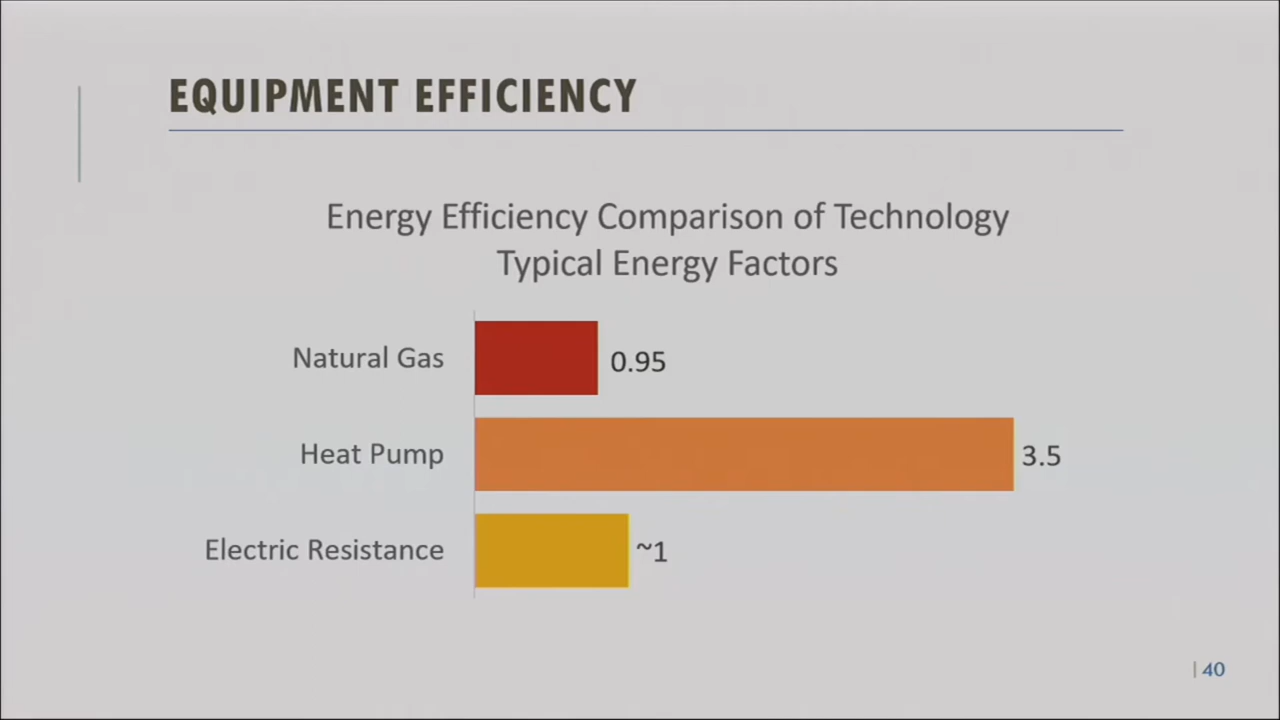 EQUIPMENT EFFICIENCY
Energy Efficiency Comparison of Technology
Typical Energy Factors
Natural Gas
0.95
Heat Pump
3.5
Electric Resistance
~1
40